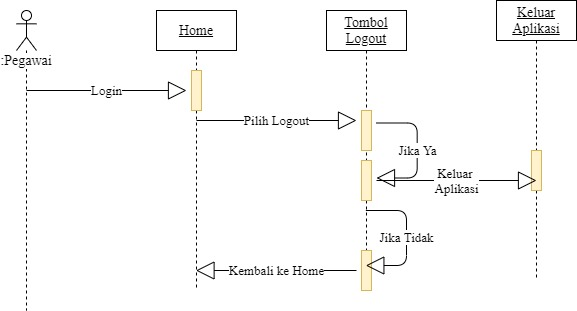 :Pegawai
Home
Tombol
Logout
Keluar
Aplikasi
Login
Pilih Logout
Jika Ya
Keluar
Aplikasi
Jika Tidak
Kembali ke Home